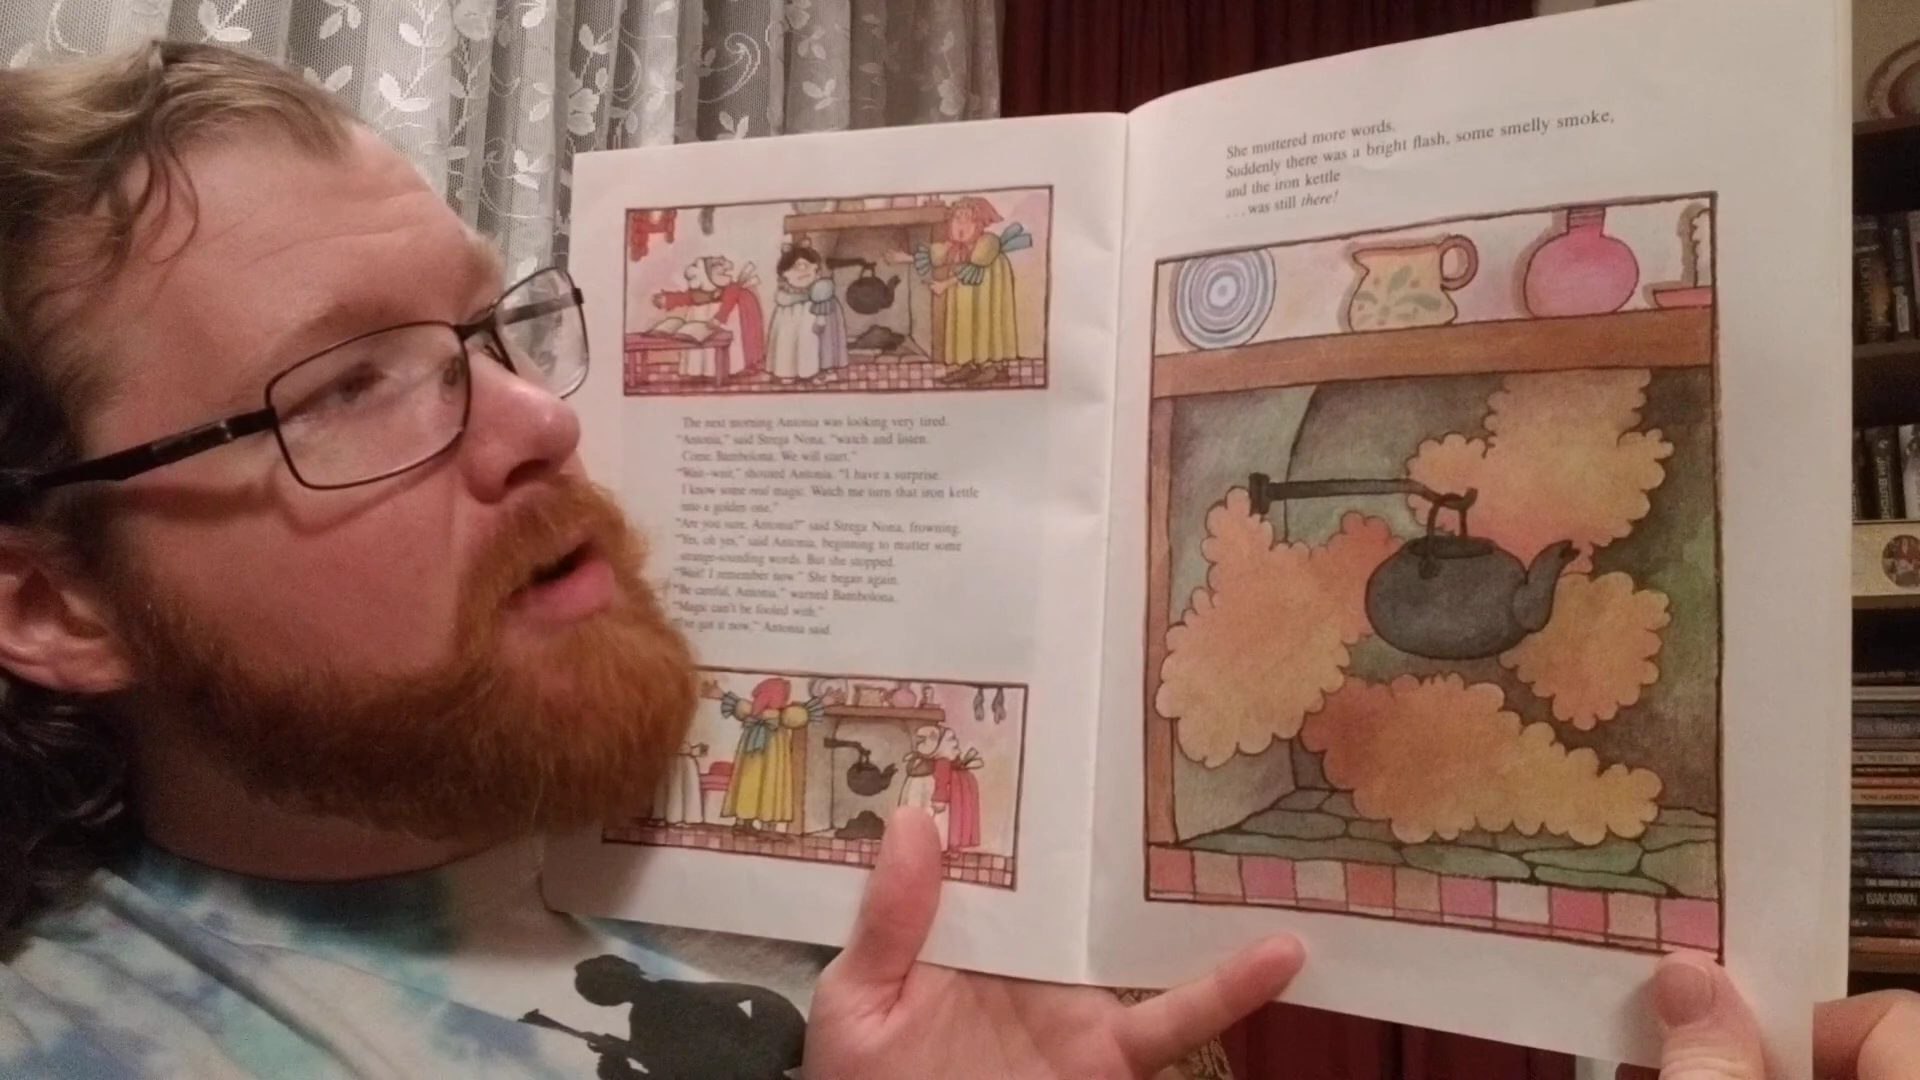 The next morning Antonia was looking very tired.
"Antonia," said Strega Nona, "watch and listen.
Come Bambolona. We will start."
"Wait–wait," shouted Antonia. "I have a surprise.
I know some real magic. Watch me turn that iron kettle
into a golden one."
"Are you sure, Antonia?" said Strega Nona, frowning.
"Yes, oh yes," said Antonia, beginning to mutter some
strange-sounding words. But she stopped.
"Wait! I remember now." She began again.
"Be careful, Antonia," warned Bambolona.
"Magic can't be fooled with."
"I've got it now," Antonia said.
She muttered more words.
Suddenly there was a bright flash, some smelly smoke,
and the iron kettle
. . . was still there!